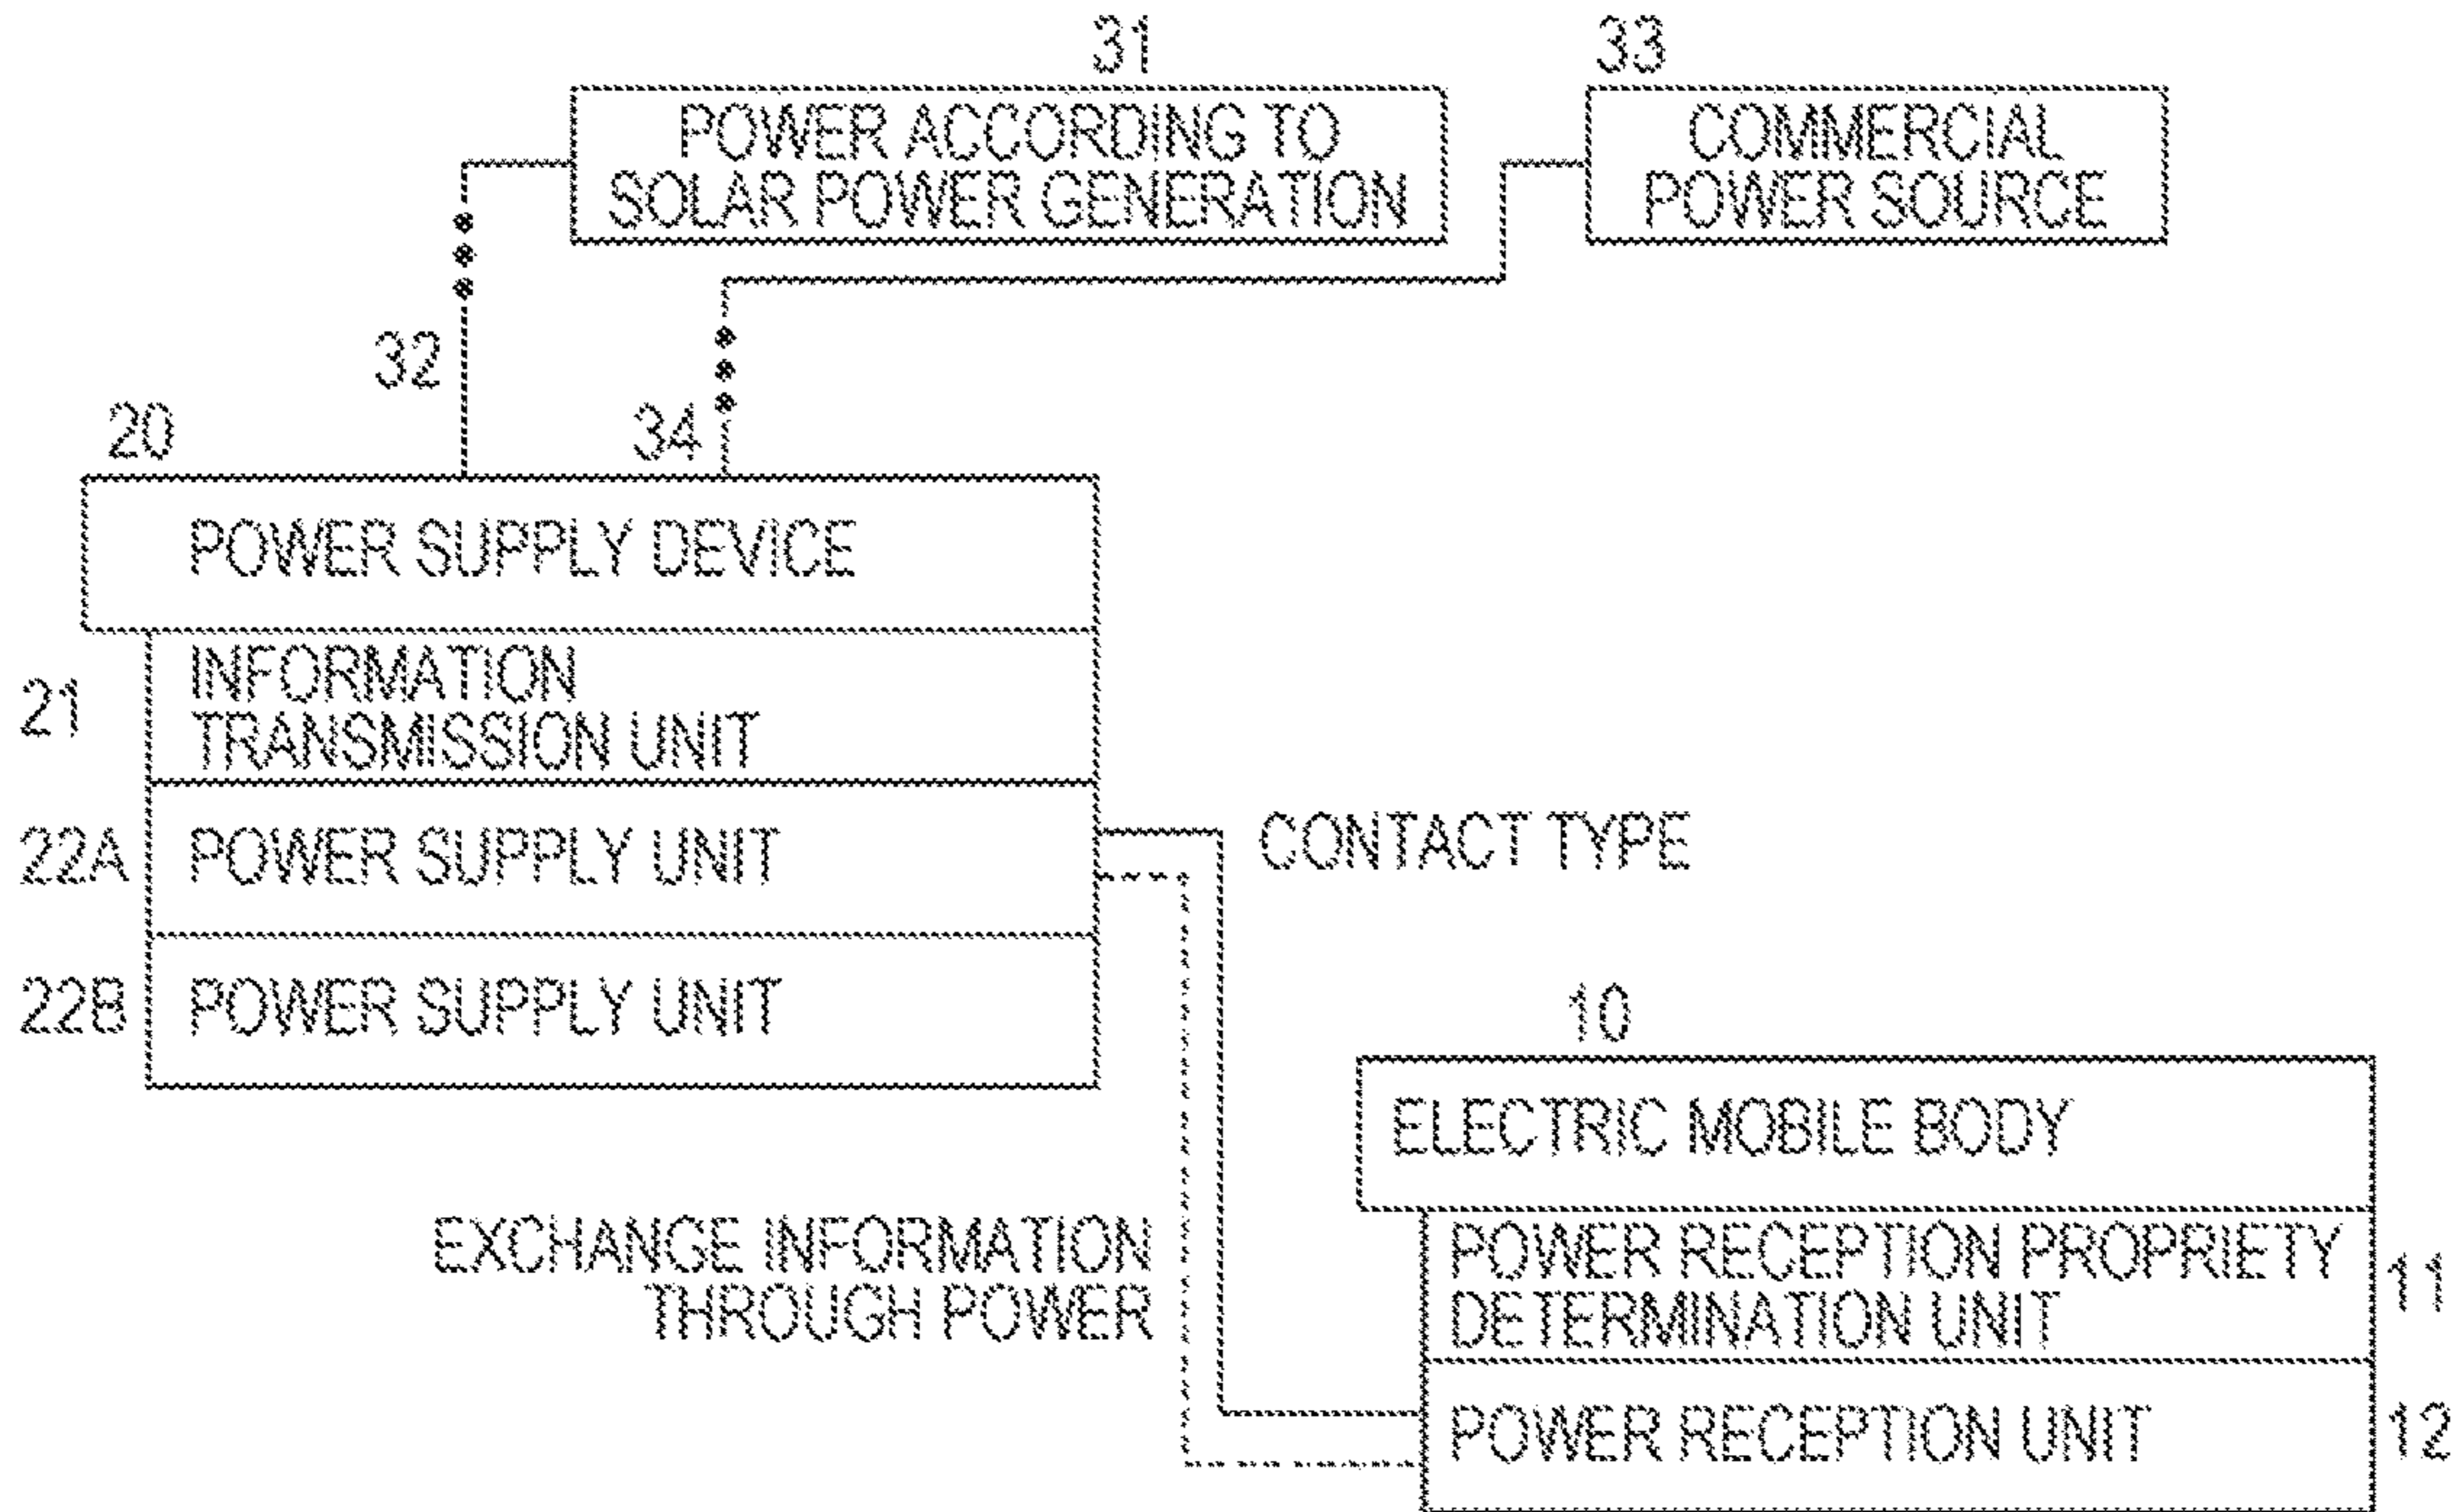 31
33
POWER ACCORDING TO
SOLAR POWER GENERATION
COMMERCIAL
POWER SOURCE
32
20
34
POWER SUPPLY DEVICE
21
INFORMATION
TRANSMISSION UNIT
22A
POWER SUPPLY UNIT
CONTACT TYPE
22B
POWER SUPPLY UNIT
10
ELECTRIC MOBILE BODY
EXCHANGE INFORMATION
THROUGH POWER
POWER RECEPTION PROPRIETY
DETERMINATION UNIT
11
POWER RECEPTION UNIT
12